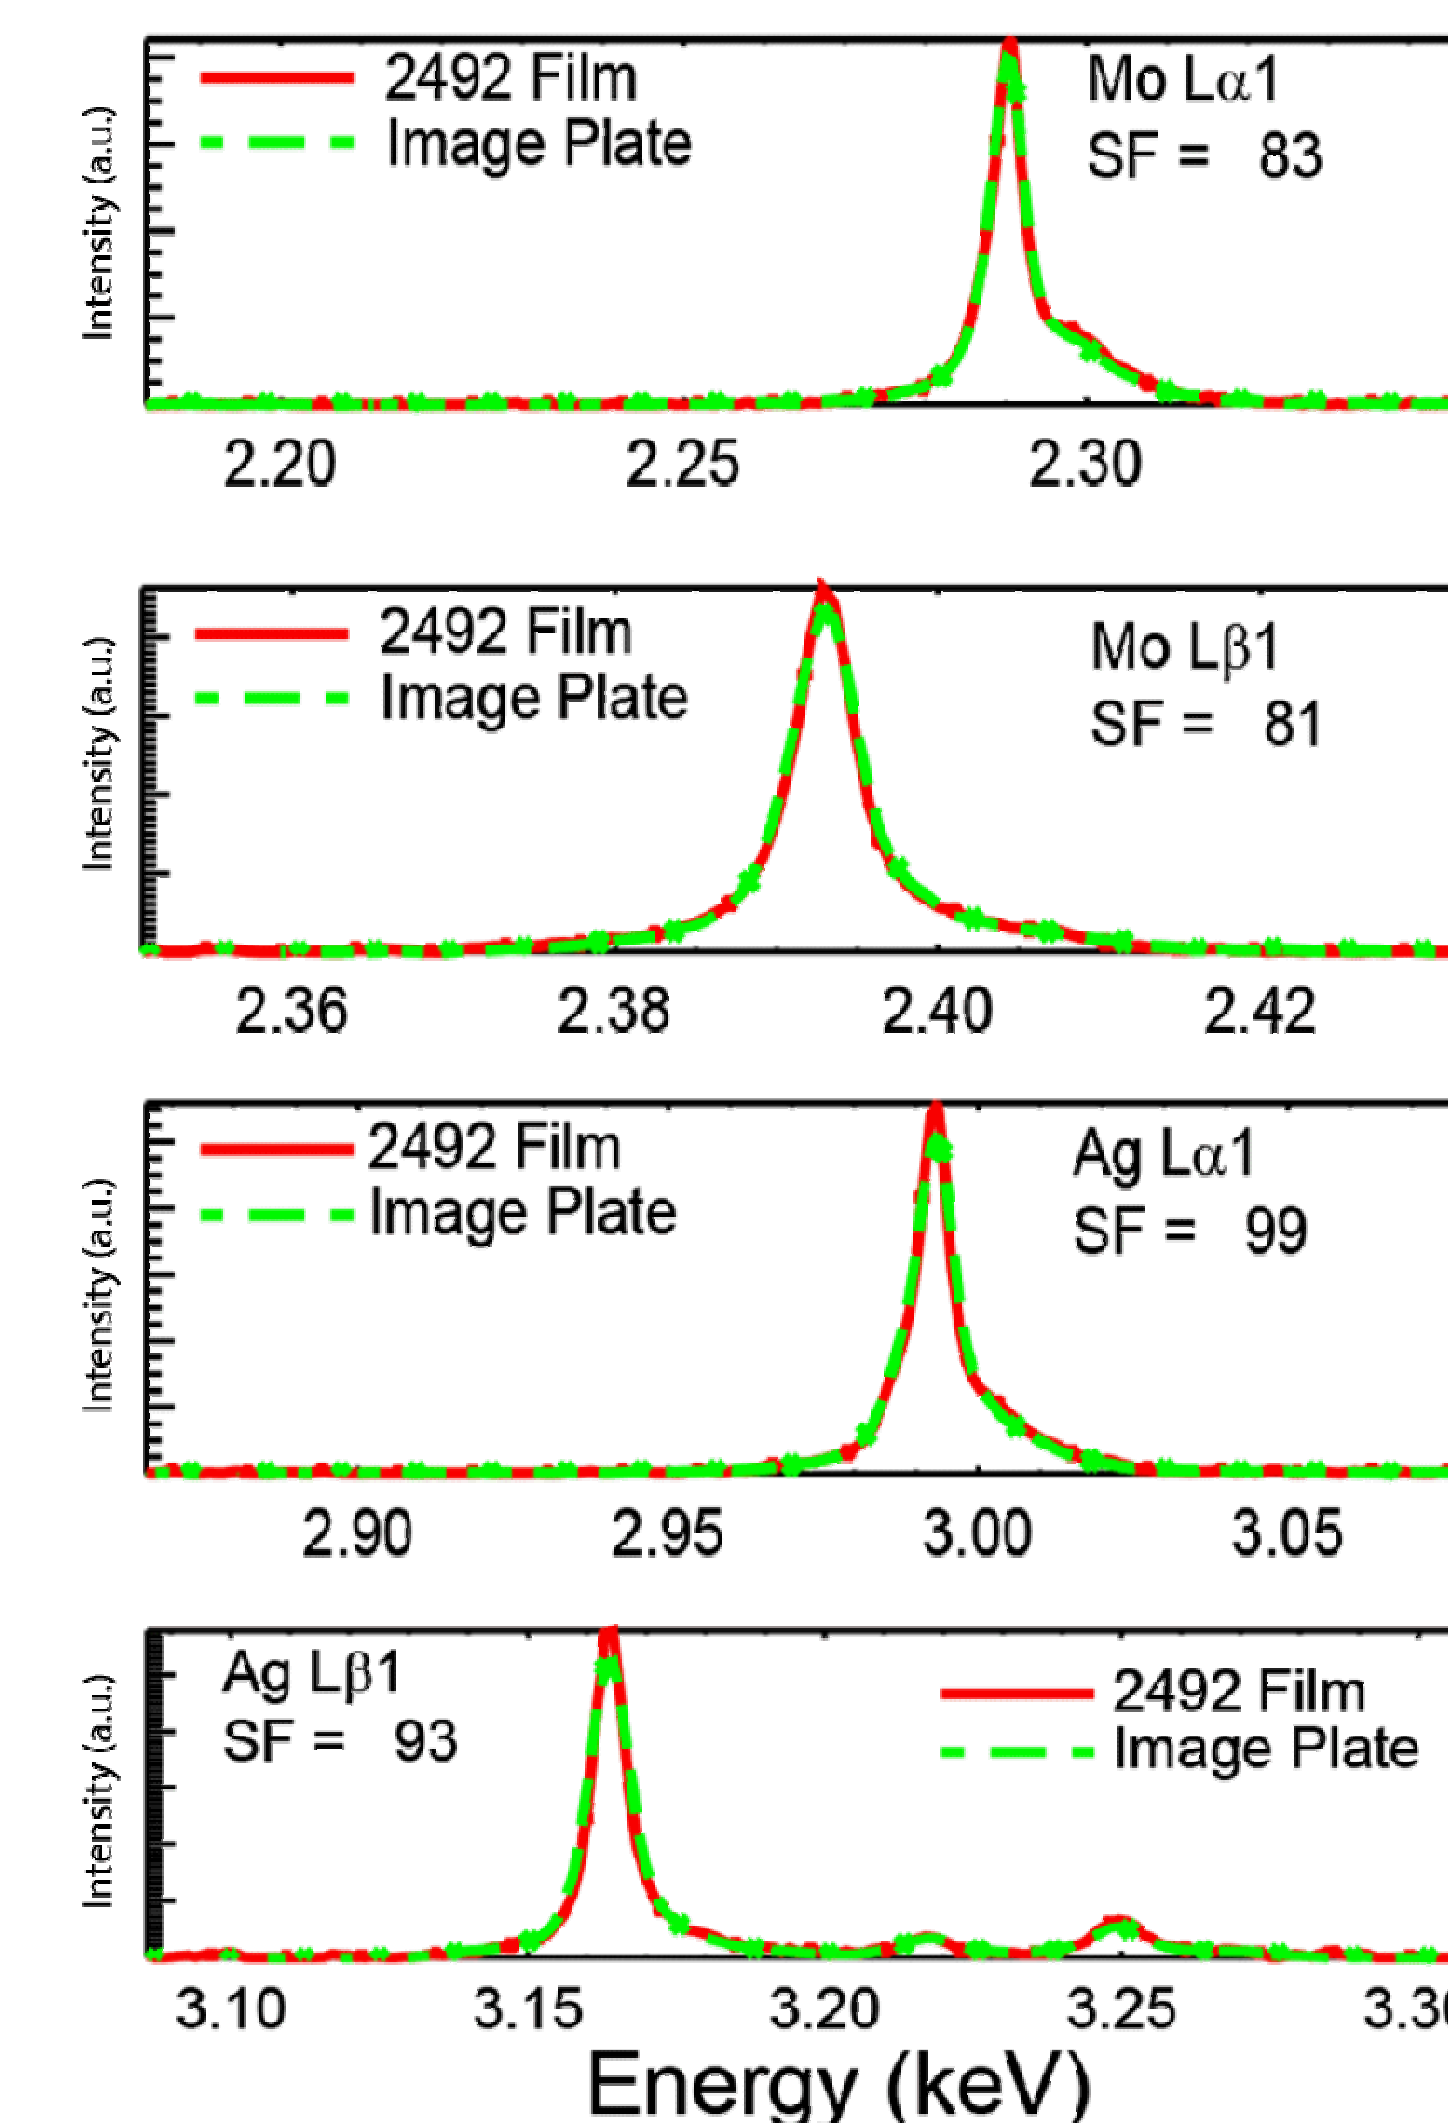 Intensity (a.u.)
2492 Film
Image Plate
Mo Lα1
SF = 83
2.20 2.25 2.30
Intensity (a.u.)
2492 Film
Image Plate
Mo Lβ1
SF = 81
2.36 2.38 2.40 2.42
Intensity (a.u.)
2492 Film
Image Plate
Ag Lα1
SF = 99
2.90 2.95 3.00 3.05
Intensity (a.u.)
Ag Lβ1
SF = 93
2492 Film
Image Plate
3.10 3.15 3.20 3.25
Energy (keV)